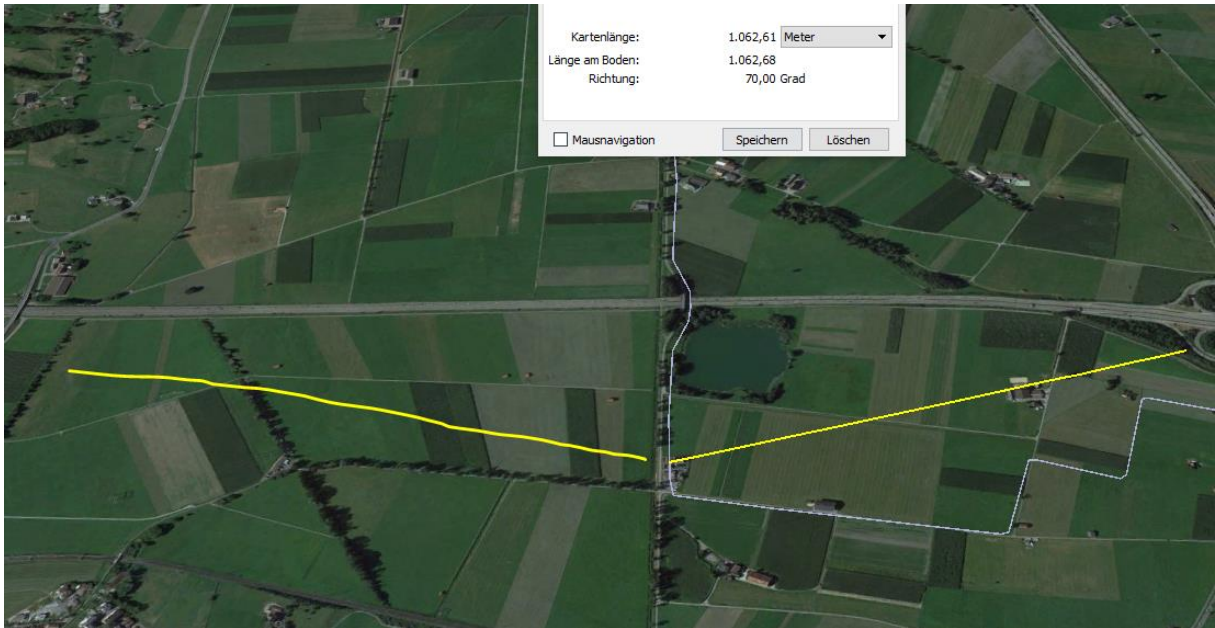 Kartenlänge: 1.062,61 Meter
Länge am Boden: 1.062,68
Richtung: 70,00 Grad
Mausnavigation Speichern Löschen